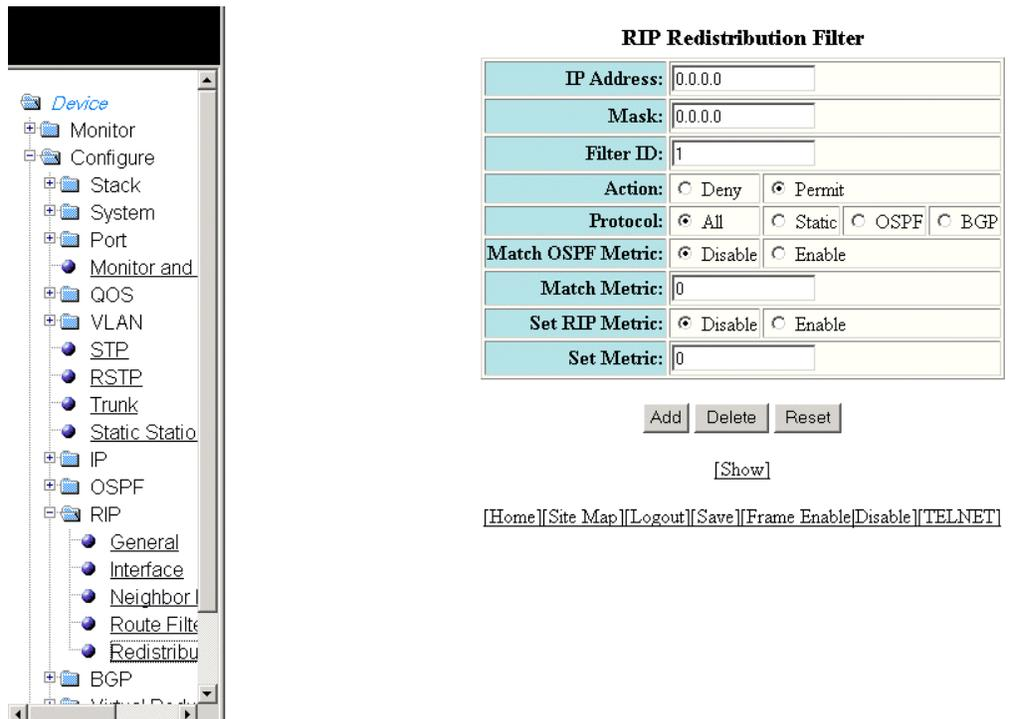 Device
Monitor
Configure
Stack
System
Port
Monitor and
QOS
VLAN
STP
RSTP
Trunk
Static Statio
IP
OSPF
RIP
General
Interface
Neighbor
Route Filte
Redistribu
BGP
Virtual
RIP Redistribution Filter
IP Address: 0.0.0.0
Mask: 0.0.0.0
Filter ID: 1
Action: Deny Permit
Protocol: All Static OSPF BGP
Match OSPF Metric: Disable Enable
Match Metric: 0
Set RIP Metric: Disable Enable
Set Metric: 0
Add Delete Reset
[Show]
[Home][Site Map][Logout][Save][Frame Enable|Disable][TELNET]